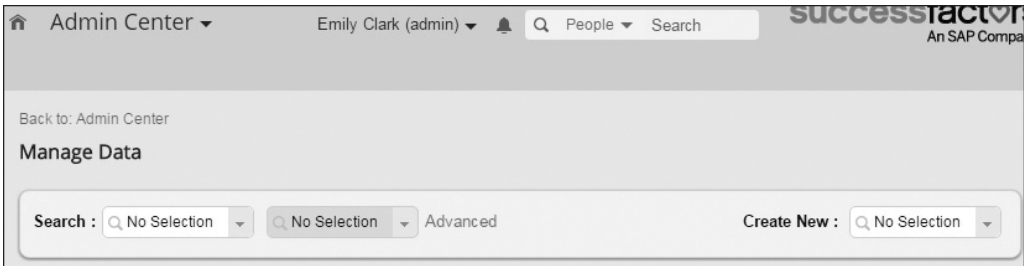 Admin Center
Emily Clark (admin)
People
Search
successfactors
An SAP Compa
Back to: Admin Center
Manage Data
Search : No Selection No Selection Advanced
Create New : No Selection